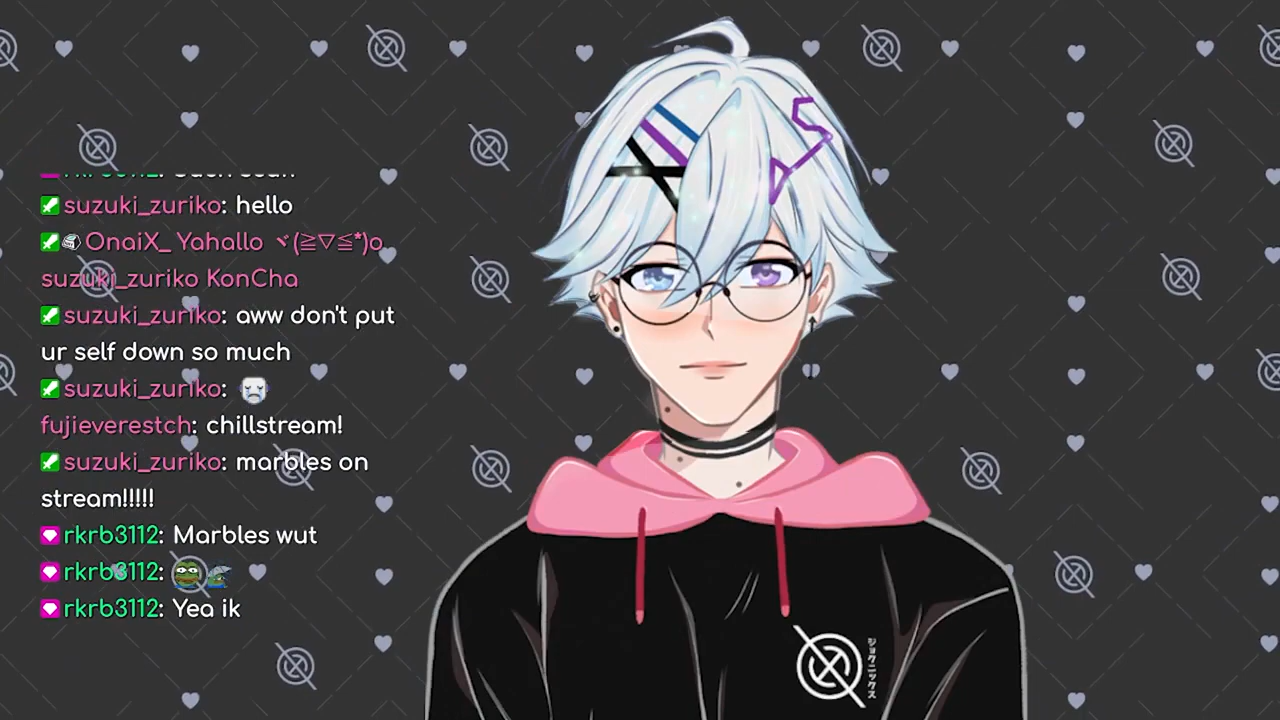 suzuki_zuriko: hello
OnaiX_ Yahallo ヾ(≧▽≦*)o
suzuki_zuriko KonCha
suzuki_zuriko: aww don't put
ur self down so much
suzuki_zuriko:
fujieverestch: chillstream!
suzuki_zuriko: marbles on
stream!!!!!
rkrb3112: Marbles wut
rkrb3112:
rkrb3112: Yea ik